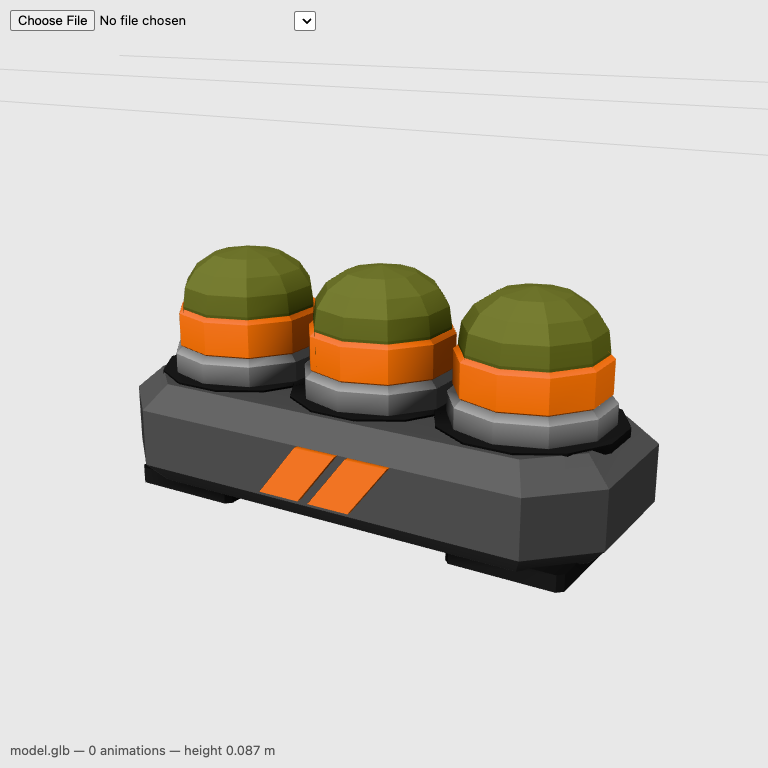 Choose File No file chosen
model.glb — 0 animations — height 0.087 m